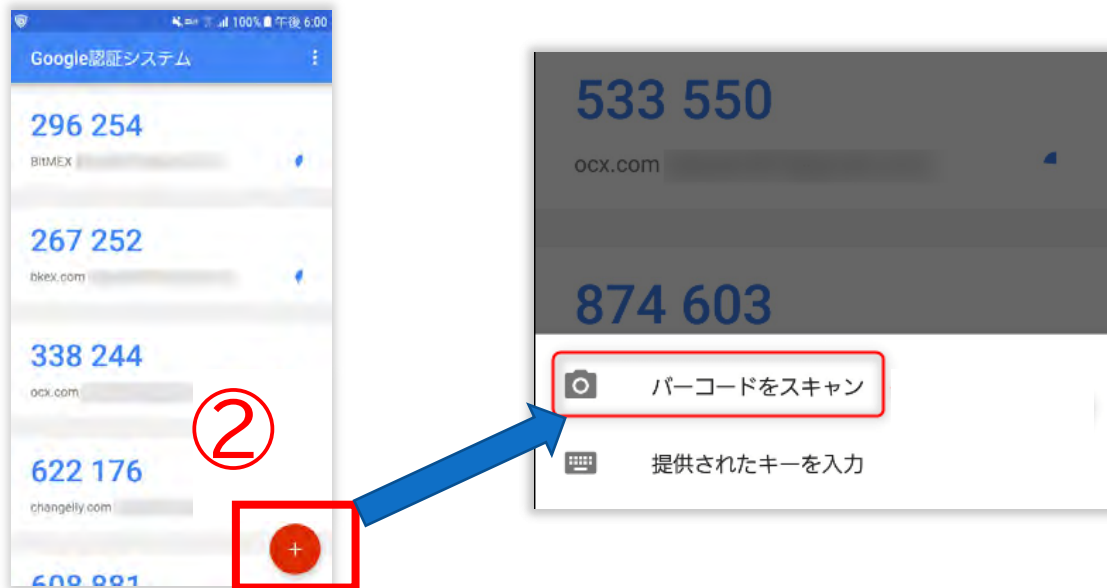 100% 午後 6:00
Google認証システム
296 254
BitMEX
267 252
bkex.com
338 244
ocx.com
②
622 176
changelly.com
608 881
+
533 550
ocx.com
874 603
バーコードをスキャン
提供されたキーを入力